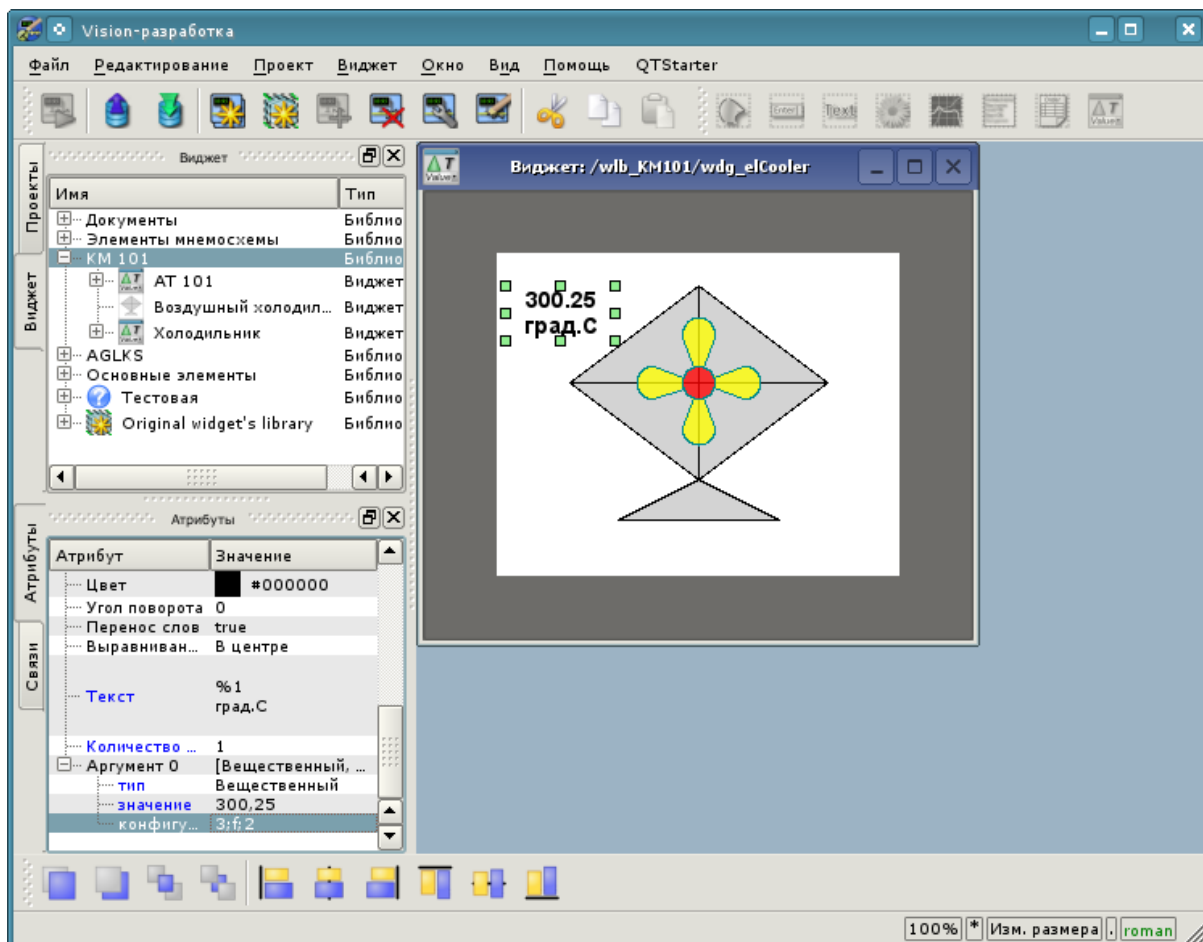 Vision-разработка
Файл Редактирование Проект Виджет Окно Вид Помощь QTStarter
Enter| Text
Values
Проекты
Виджет
Виджет
Имя Тип
Документы Библио
Элементы мнемосхемы Библио
КМ 101 Библио
АТ 101 Виджет
Воздушный холодил... Виджет
Холодильник Виджет
AGLKS Библио
Основные элементы Библио
Тестовая Библио
Original widget's library Библио
Атрибуты
Связи
Атрибуты
Атрибут Значение
Цвет #000000
Угол поворота 0
Перенос слов true
Выравниван... В центре
Текст %1
град.С
Количество ... 1
Аргумент 0 [Вещественный, ...
тип Вещественный
значение 300,25
конфигу... 3;f;2
Виджет: /wlb_KM101/wdg_elCooler
300.25
град.С
100% * Изм. размера . roman